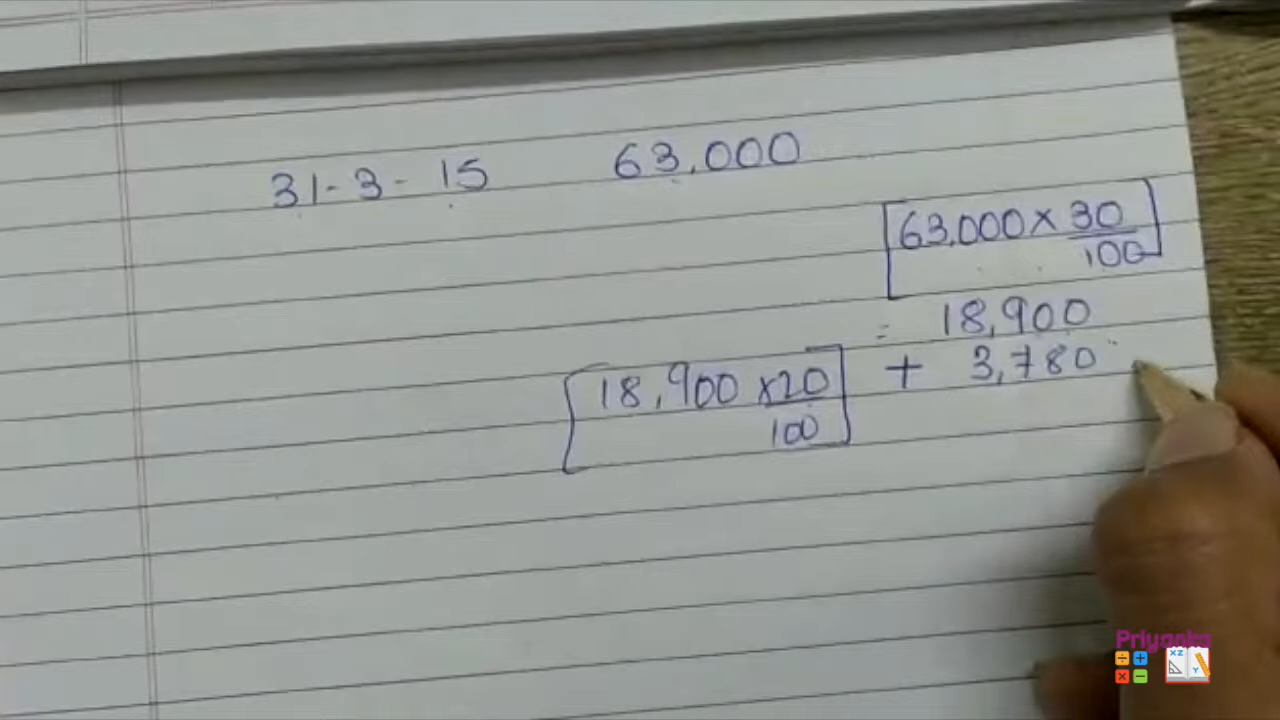 31-3-15 63,000
[63,000 × 30/100]
= 18,900
[18,900 × 20/100] + 3,780
Priyanka